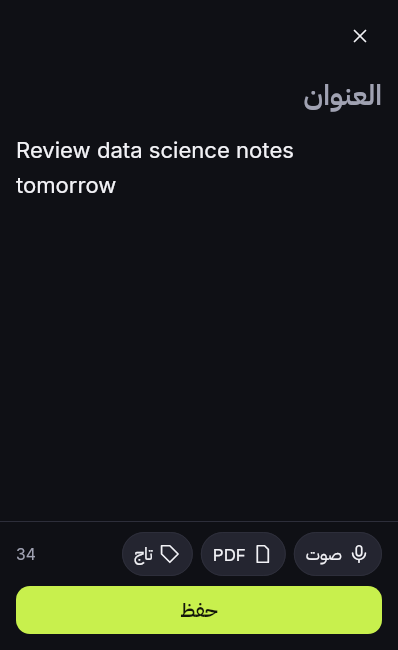 العنوان
Review data science notes
tomorrow
صوت
PDF
تاج
34
حفظ